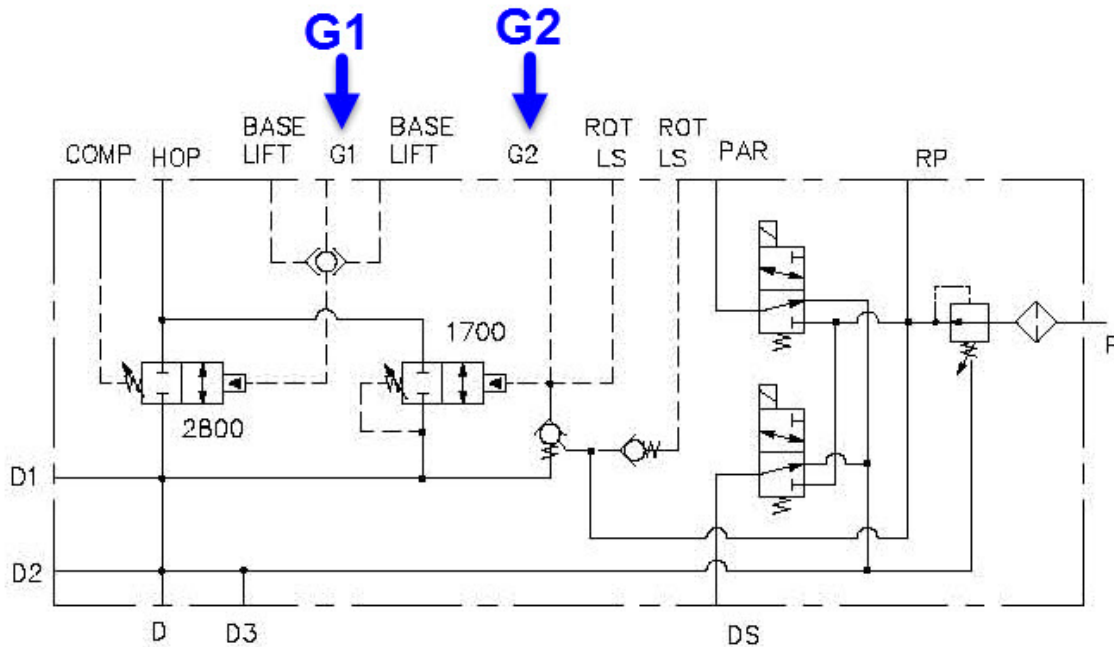 G1
G2
BASE
LIFT
BASE
LIFT
ROT
LS
ROT
LS
COMP
HOP
G1
G2
PAR
RP
1700
2800
P
D1
D2
D
D3
DS